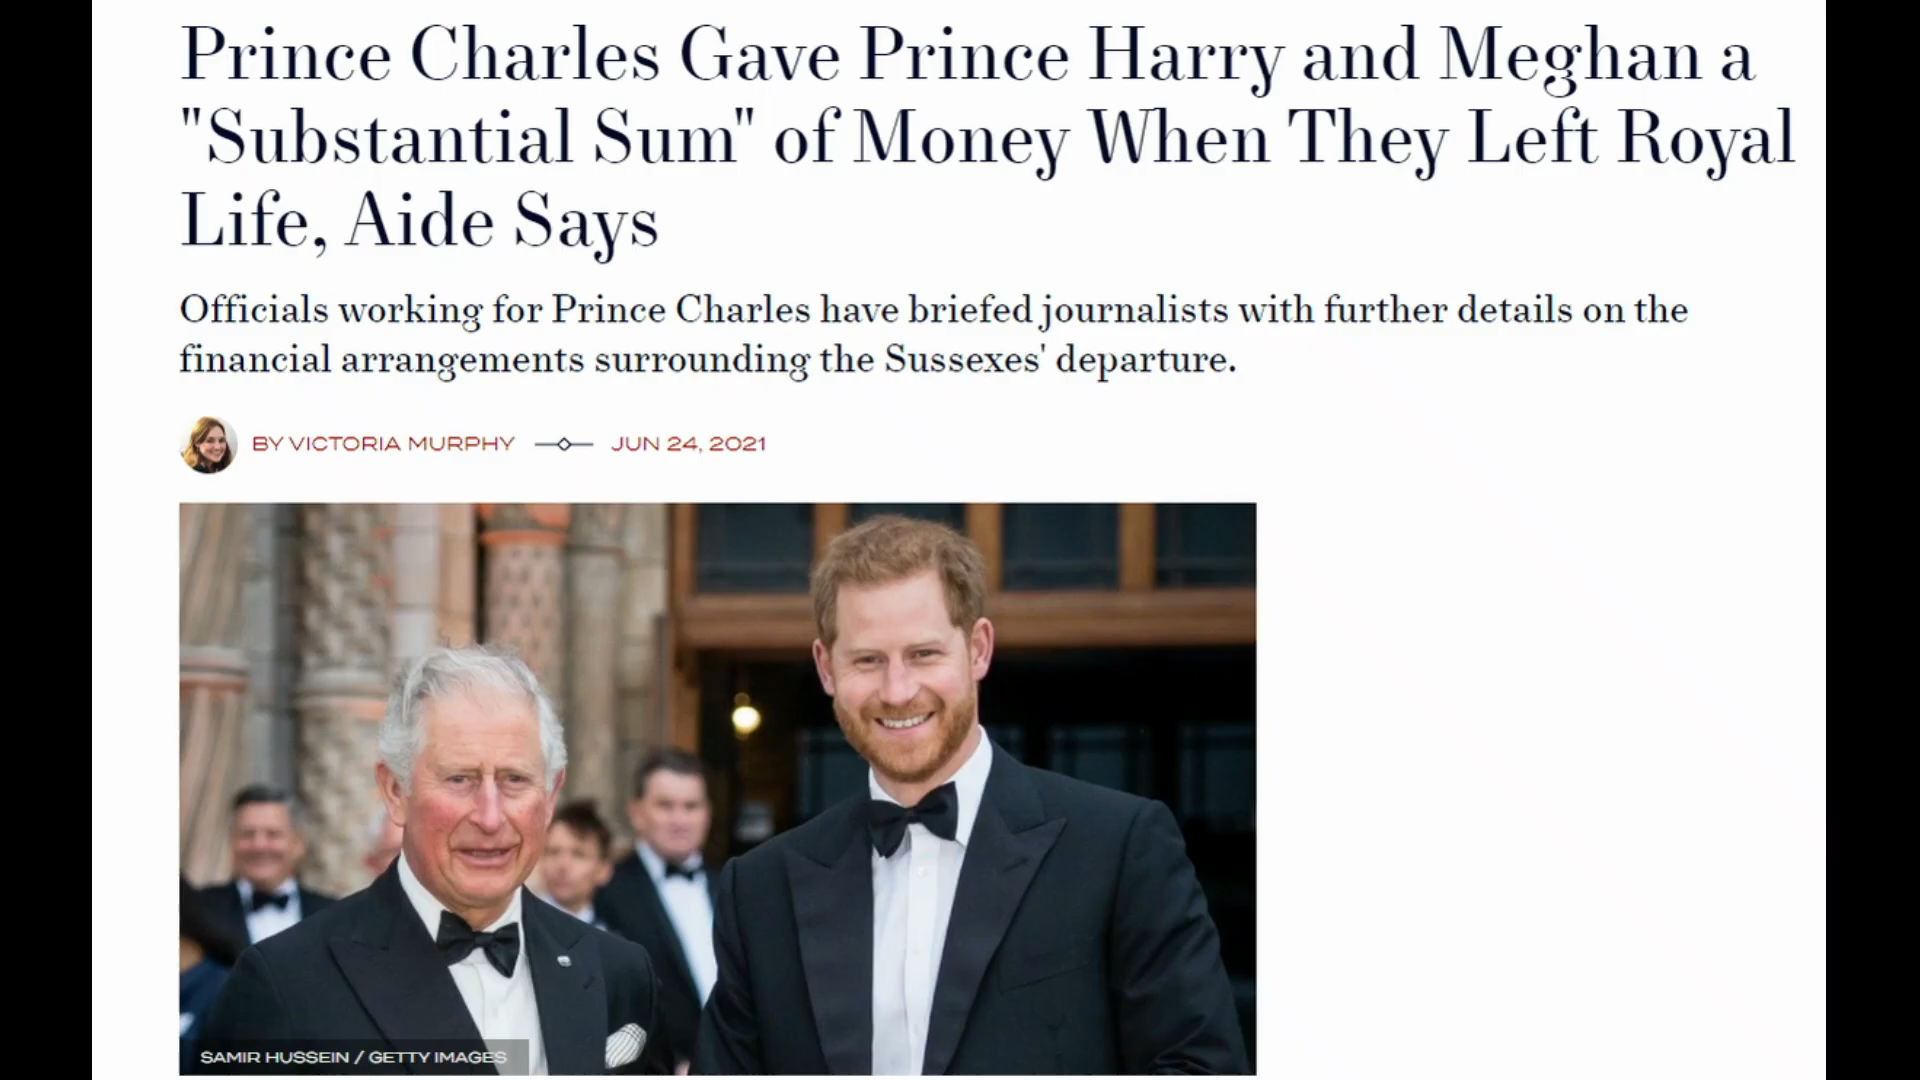 Prince Charles Gave Prince Harry and Meghan a
"Substantial Sum" of Money When They Left Royal
Life, Aide Says
Officials working for Prince Charles have briefed journalists with further details on the
financial arrangements surrounding the Sussexes' departure.
BY VICTORIA MURPHY JUN 24, 2021
SAMIR HUSSEIN / GETTY IMAGES